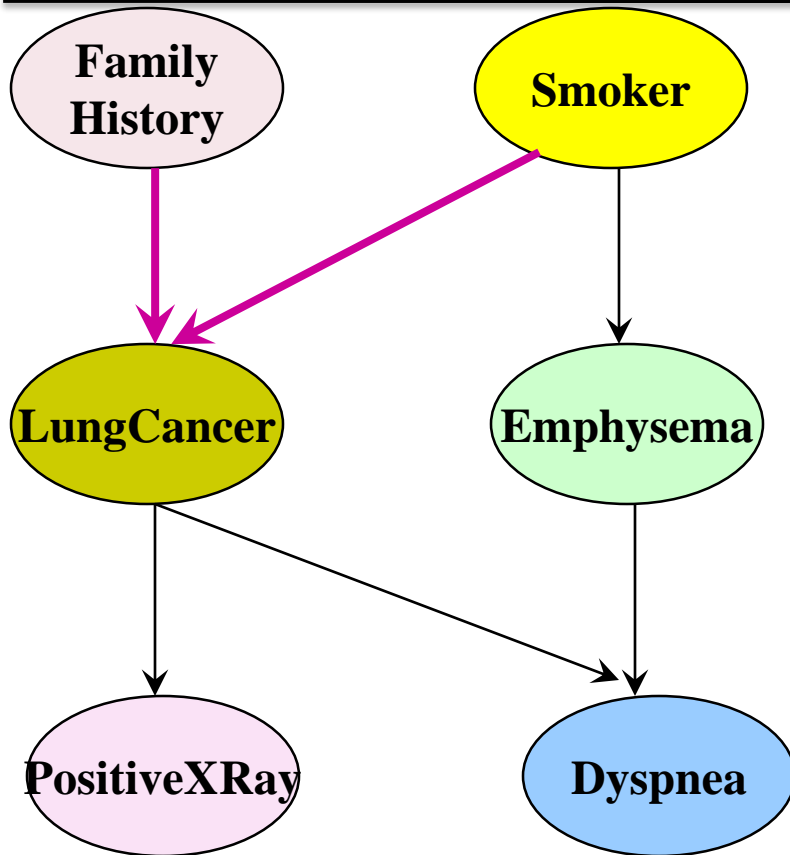 Family
History
Smoker
LungCancer
Emphysema
PositiveXRay
Dyspnea